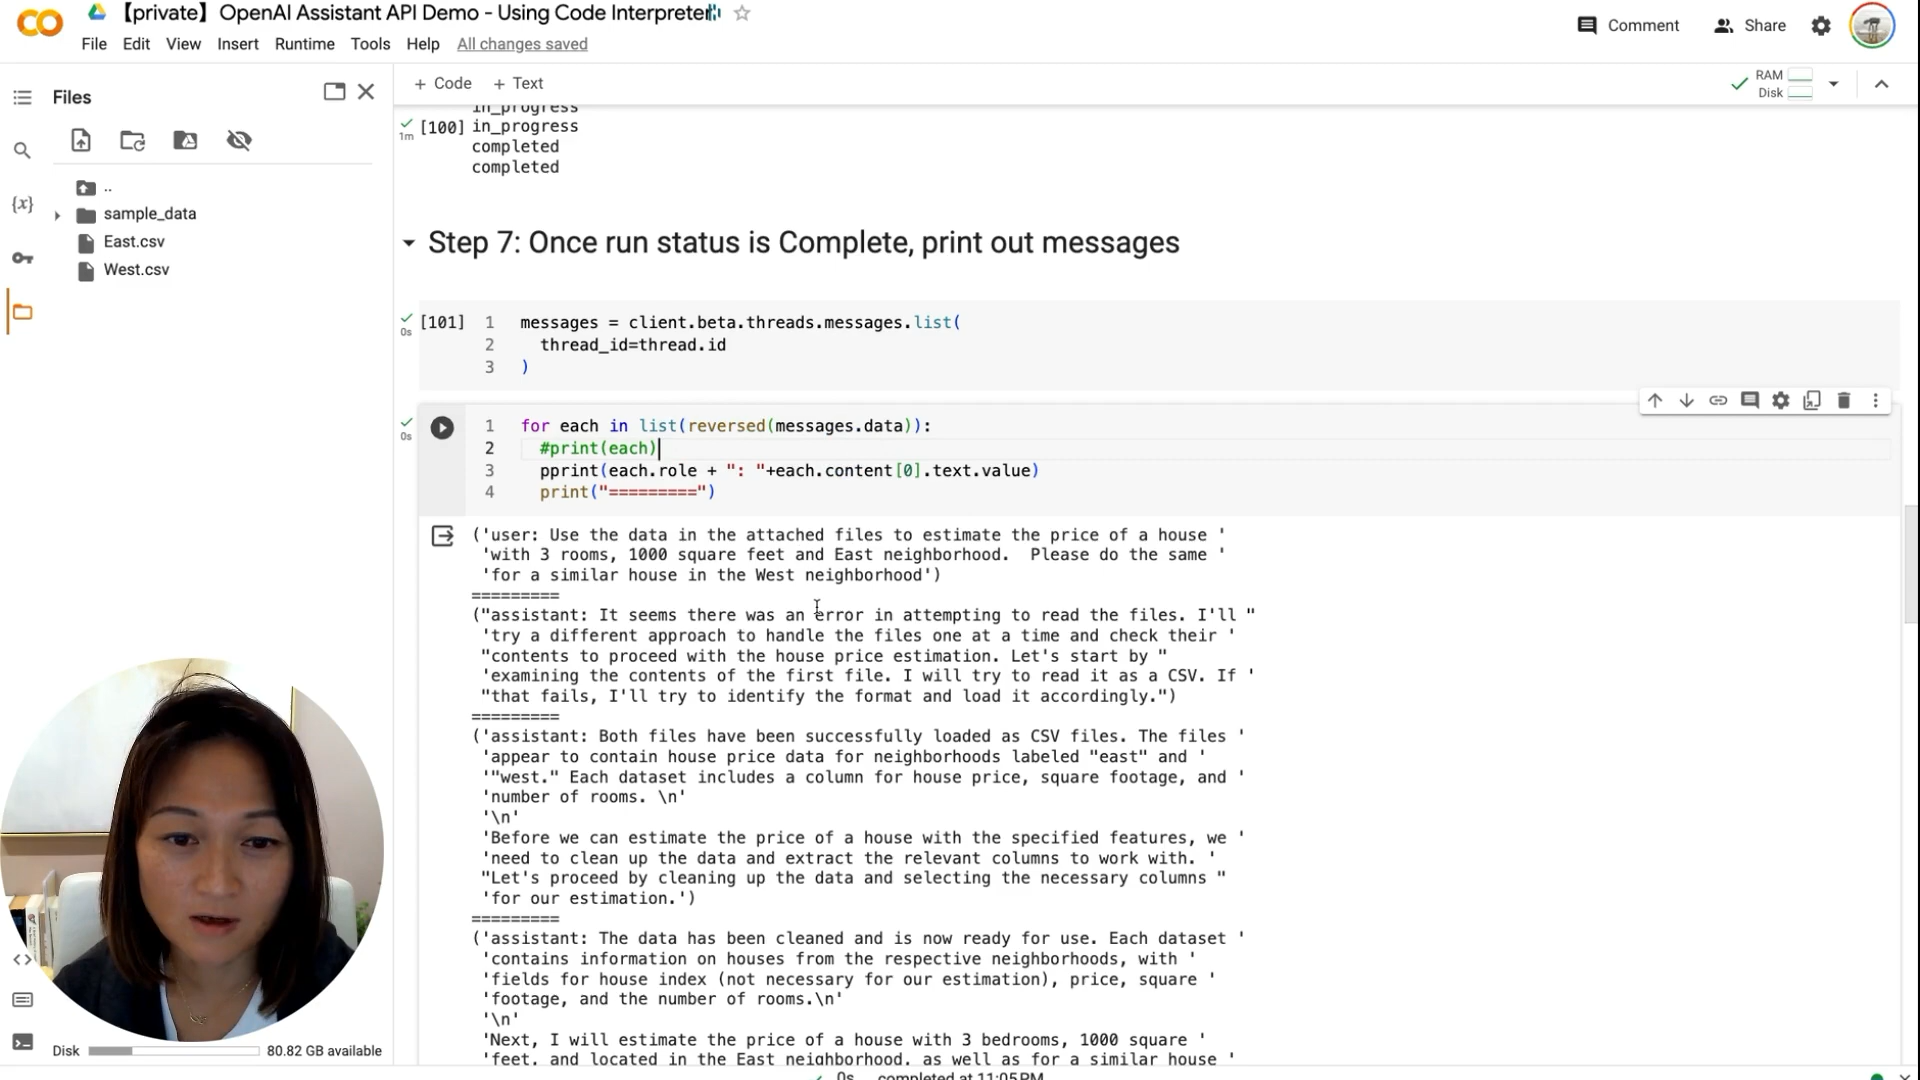 【private】OpenAI Assistant API Demo - Using Code Interpreter
File Edit View Insert Runtime Tools Help All changes saved
Comment Share
Files
+ Code + Text
RAM
Disk
..
sample_data
East.csv
West.csv
{x}
in_progress
1m [100] in_progress
completed
completed
Step 7: Once run status is Complete, print out messages
0s [101] 1 messages = client.beta.threads.messages.list(
2 thread_id=thread.id
3 )
0s 1 for each in list(reversed(messages.data)):
2 #print(each)
3 pprint(each.role + ": "+each.content[0].text.value)
4 print("=========")
('user: Use the data in the attached files to estimate the price of a house '
'with 3 rooms, 1000 square feet and East neighborhood.  Please do the same '
'for a similar house in the West neighborhood')
=========
("assistant: It seems there was an error in attempting to read the files. I'll "
'try a different approach to handle the files one at a time and check their '
"contents to proceed with the house price estimation. Let's start by "
'examining the contents of the first file. I will try to read it as a CSV. If '
"that fails, I'll try to identify the format and load it accordingly.")
=========
('assistant: Both files have been successfully loaded as CSV files. The files '
'appear to contain house price data for neighborhoods labeled "east" and '
'"west." Each dataset includes a column for house price, square footage, and '
'number of rooms. \n'
'\n'
'Before we can estimate the price of a house with the specified features, we '
'need to clean up the data and extract the relevant columns to work with. '
"Let's proceed by cleaning up the data and selecting the necessary columns "
'for our estimation.')
=========
('assistant: The data has been cleaned and is now ready for use. Each dataset '
'contains information on houses from the respective neighborhoods, with '
'fields for house index (not necessary for our estimation), price, square '
'footage, and the number of rooms.\n'
'\n'
'Next, I will estimate the price of a house with 3 bedrooms, 1000 square '
'feet, and located in the East neighborhood, as well as for a similar house '
Disk 80.82 GB available
0s completed at 11:05 PM